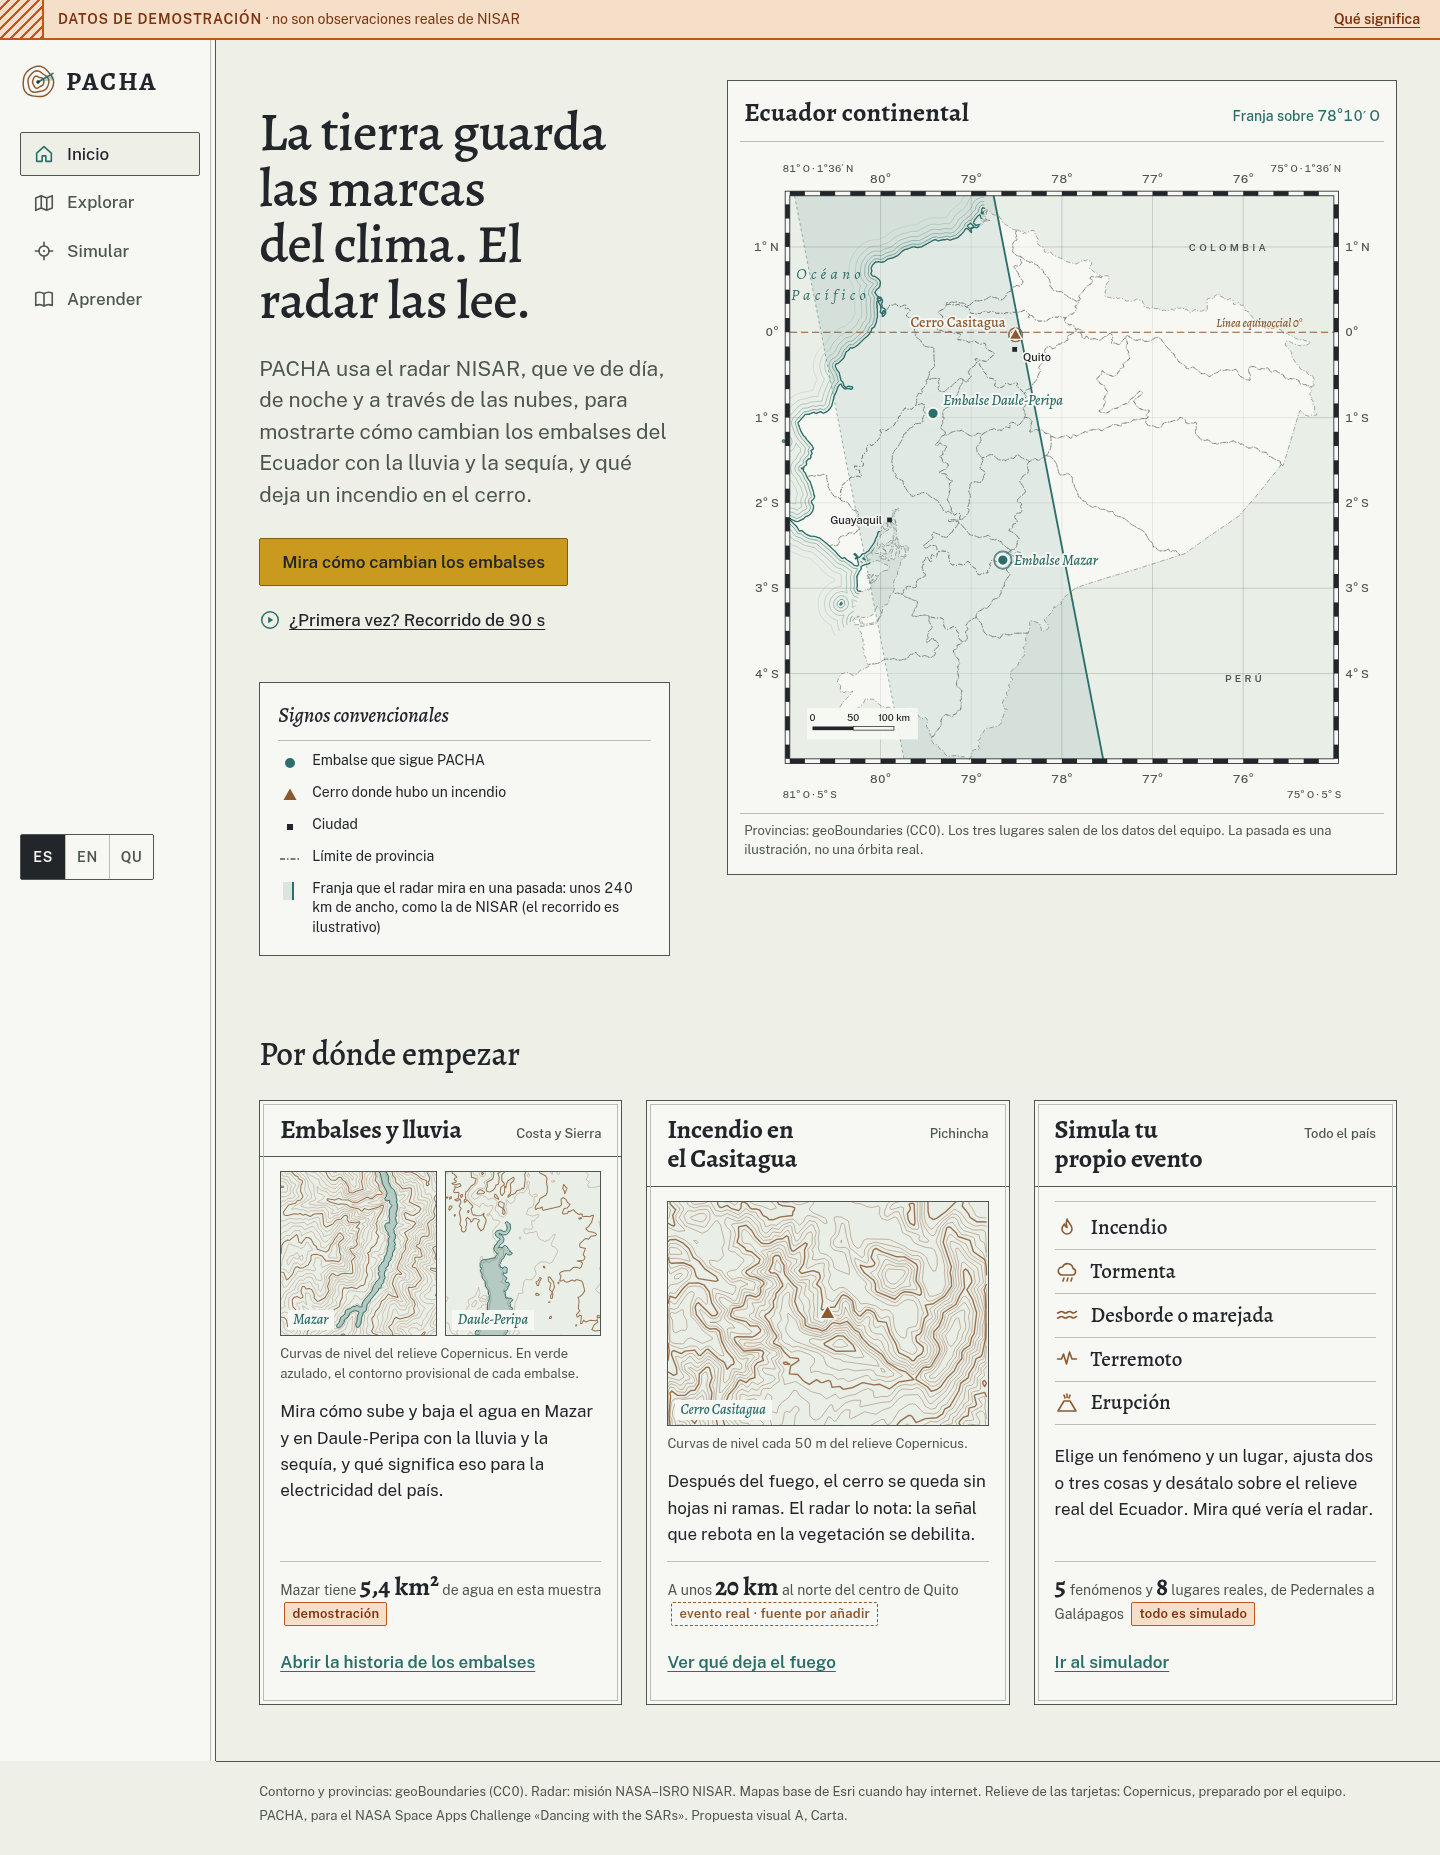 DATOS DE DEMOSTRACIÓN · no son observaciones reales de NISAR
Qué significa
PACHA
Inicio
Explorar
Simular
Aprender
ES EN QU
La tierra guarda
las marcas
del clima. El
radar las lee.
PACHA usa el radar NISAR, que ve de día,
de noche y a través de las nubes, para
mostrarte cómo cambian los embalses del
Ecuador con la lluvia y la sequía, y qué
deja un incendio en el cerro.
Mira cómo cambian los embalses
¿Primera vez? Recorrido de 90 s
Signos convencionales
Embalse que sigue PACHA
Cerro donde hubo un incendio
Ciudad
Límite de provincia
Franja que el radar mira en una pasada: unos 240
km de ancho, como la de NISAR (el recorrido es
ilustrativo)
Ecuador continental
Franja sobre 78°10′ O
81° O · 1°36′ N
75° O · 1°36′ N
80° 79° 78° 77° 76°
1° N
COLOMBIA
1° N
Océano
Pacífico
Cerro Casitagua
Línea equinoccial 0°
0°
0°
Quito
Embalse Daule-Peripa
1° S
1° S
2° S
2° S
Guayaquil
Embalse Mazar
3° S
3° S
4° S
PERÚ
4° S
0 50 100 km
80° 79° 78° 77° 76°
81° O · 5° S
75° O · 5° S
Provincias: geoBoundaries (CC0). Los tres lugares salen de los datos del equipo. La pasada es una
ilustración, no una órbita real.
Por dónde empezar
Embalses y lluvia
Costa y Sierra
Mazar
Daule-Peripa
Curvas de nivel del relieve Copernicus. En verde
azulado, el contorno provisional de cada embalse.
Mira cómo sube y baja el agua en Mazar
y en Daule-Peripa con la lluvia y la
sequía, y qué significa eso para la
electricidad del país.
Mazar tiene 5,4 km² de agua en esta muestra
demostración
Abrir la historia de los embalses
Incendio en
el Casitagua
Pichincha
Cerro Casitagua
Curvas de nivel cada 50 m del relieve Copernicus.
Después del fuego, el cerro se queda sin
hojas ni ramas. El radar lo nota: la señal
que rebota en la vegetación se debilita.
A unos 20 km al norte del centro de Quito
evento real · fuente por añadir
Ver qué deja el fuego
Simula tu
propio evento
Todo el país
Incendio
Tormenta
Desborde o marejada
Terremoto
Erupción
Elige un fenómeno y un lugar, ajusta dos
o tres cosas y desátalo sobre el relieve
real del Ecuador. Mira qué vería el radar.
5 fenómenos y 8 lugares reales, de Pedernales a
Galápagos todo es simulado
Ir al simulador
Contorno y provincias: geoBoundaries (CC0). Radar: misión NASA–ISRO NISAR. Mapas base de Esri cuando hay internet. Relieve de las tarjetas: Copernicus, preparado por el equipo.
PACHA, para el NASA Space Apps Challenge «Dancing with the SARs». Propuesta visual A, Carta.